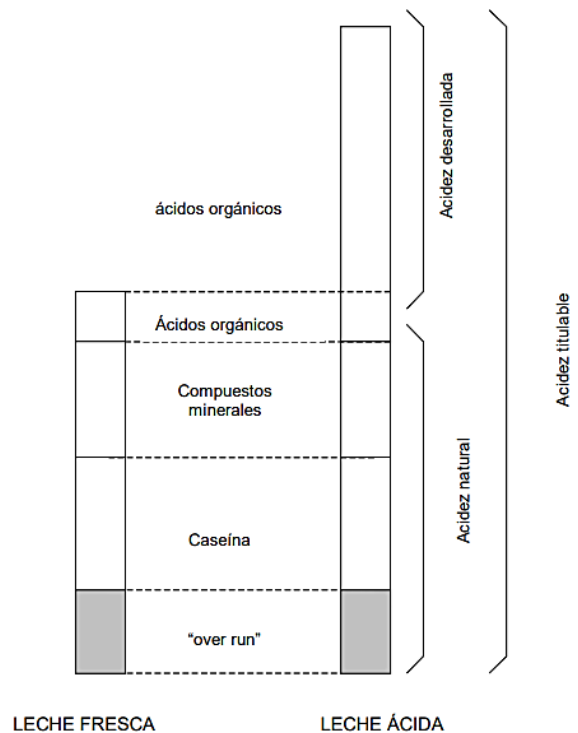 ácidos orgánicos
Ácidos orgánicos
Compuestos
minerales
Caseína
“over run”
Acidez desarrollada
Acidez natural
Acidez titulable
LECHE FRESCA
LECHE ÁCIDA